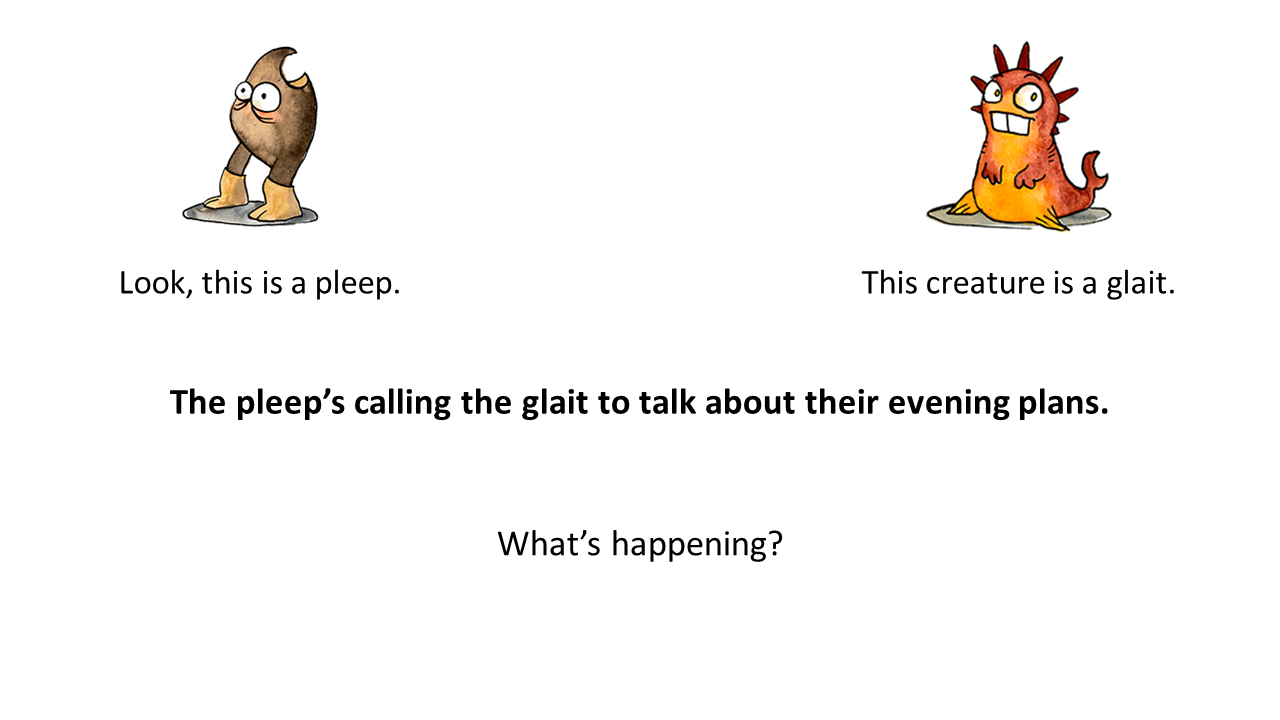 Look, this is a pleep.
This creature is a glait.
The pleep’s calling the glait to talk about their evening plans.
What’s happening?